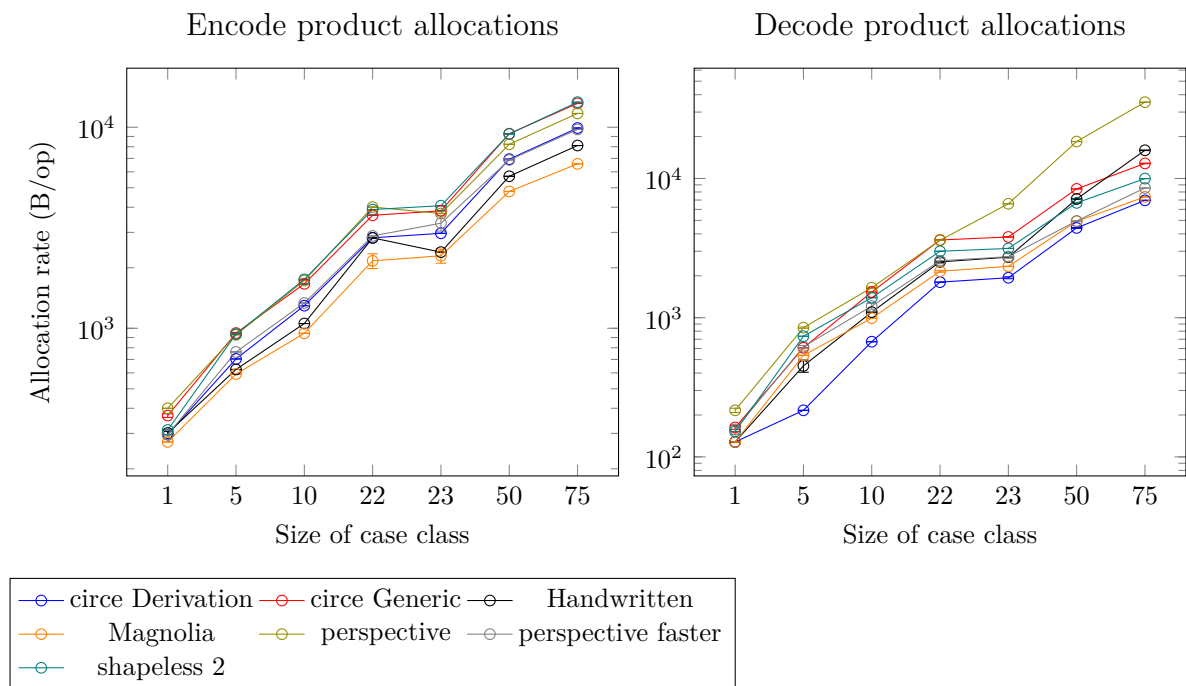 Encode product allocations
Decode product allocations
Allocation rate (B/op)
10^4
10^3
1 5 10 22 23 50 75
Size of case class
10^4
10^3
10^2
1 5 10 22 23 50 75
Size of case class
circe Derivation circe Generic Handwritten
Magnolia perspective perspective faster
shapeless 2